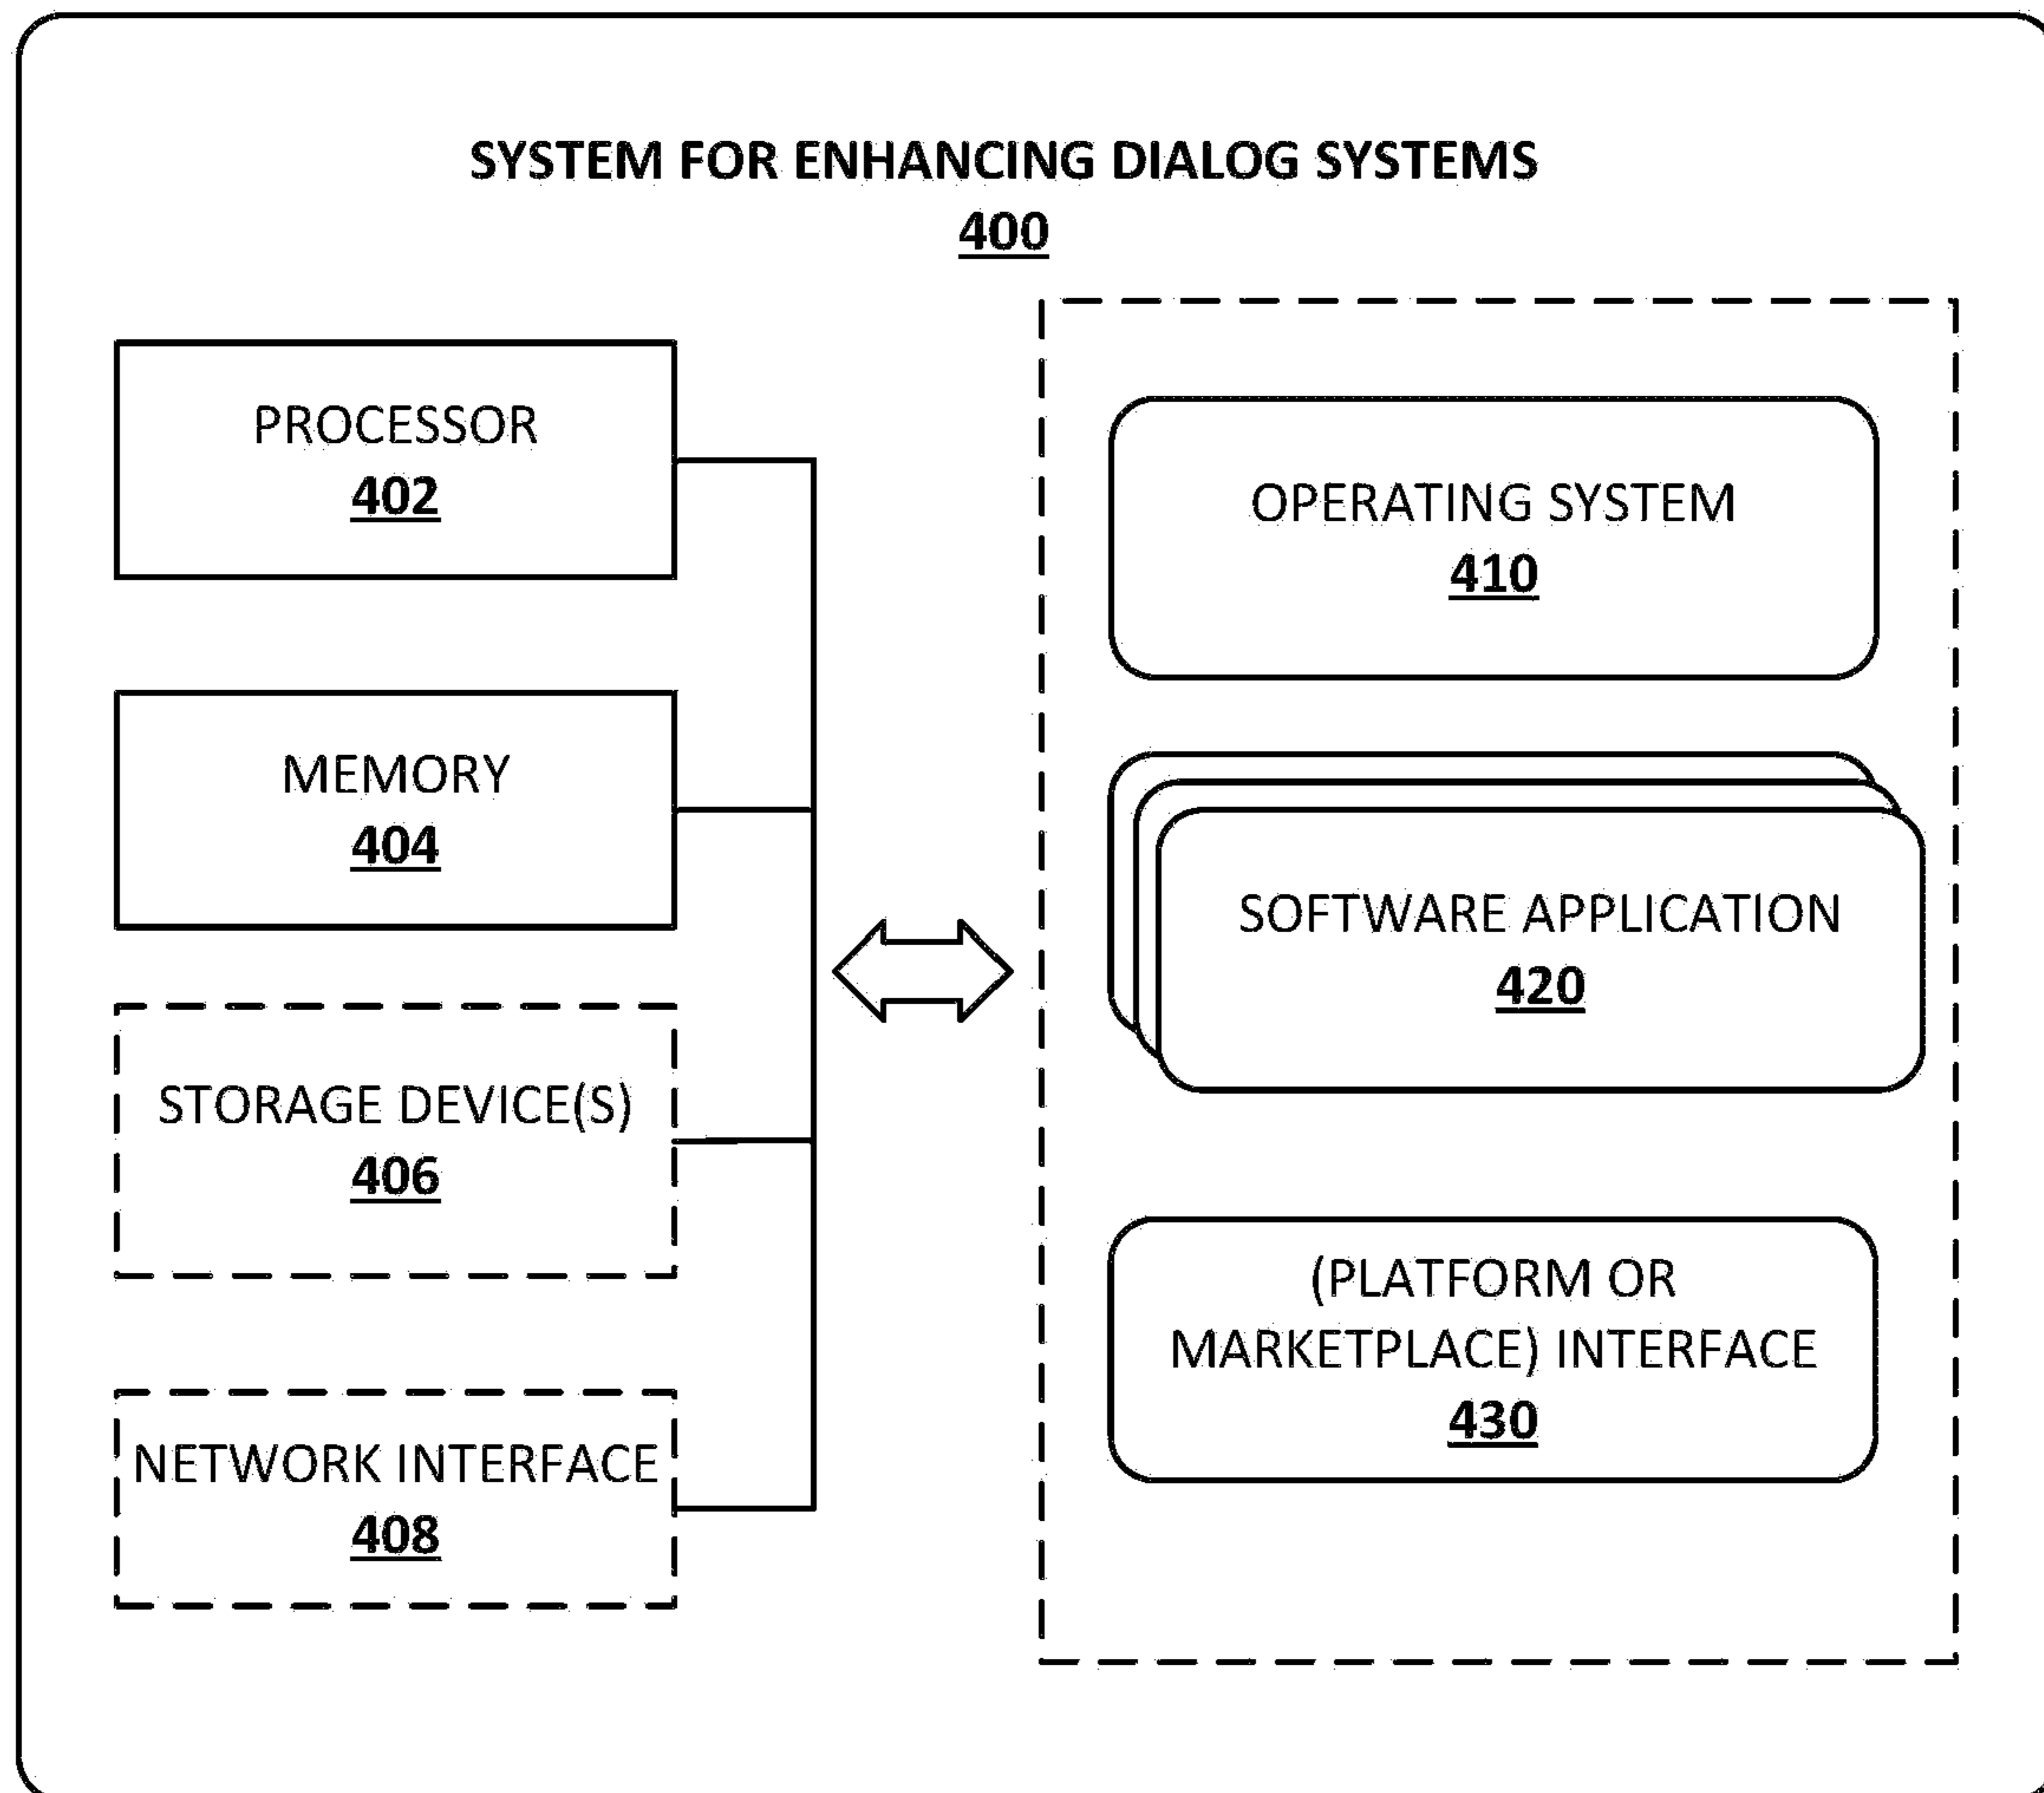 SYSTEM FOR ENHANCING DIALOG SYSTEMS
400
PROCESSOR
402
MEMORY
404
STORAGE DEVICE(S)
406
NETWORK INTERFACE
408
OPERATING SYSTEM
410
SOFTWARE APPLICATION
420
(PLATFORM OR
MARKETPLACE) INTERFACE
430